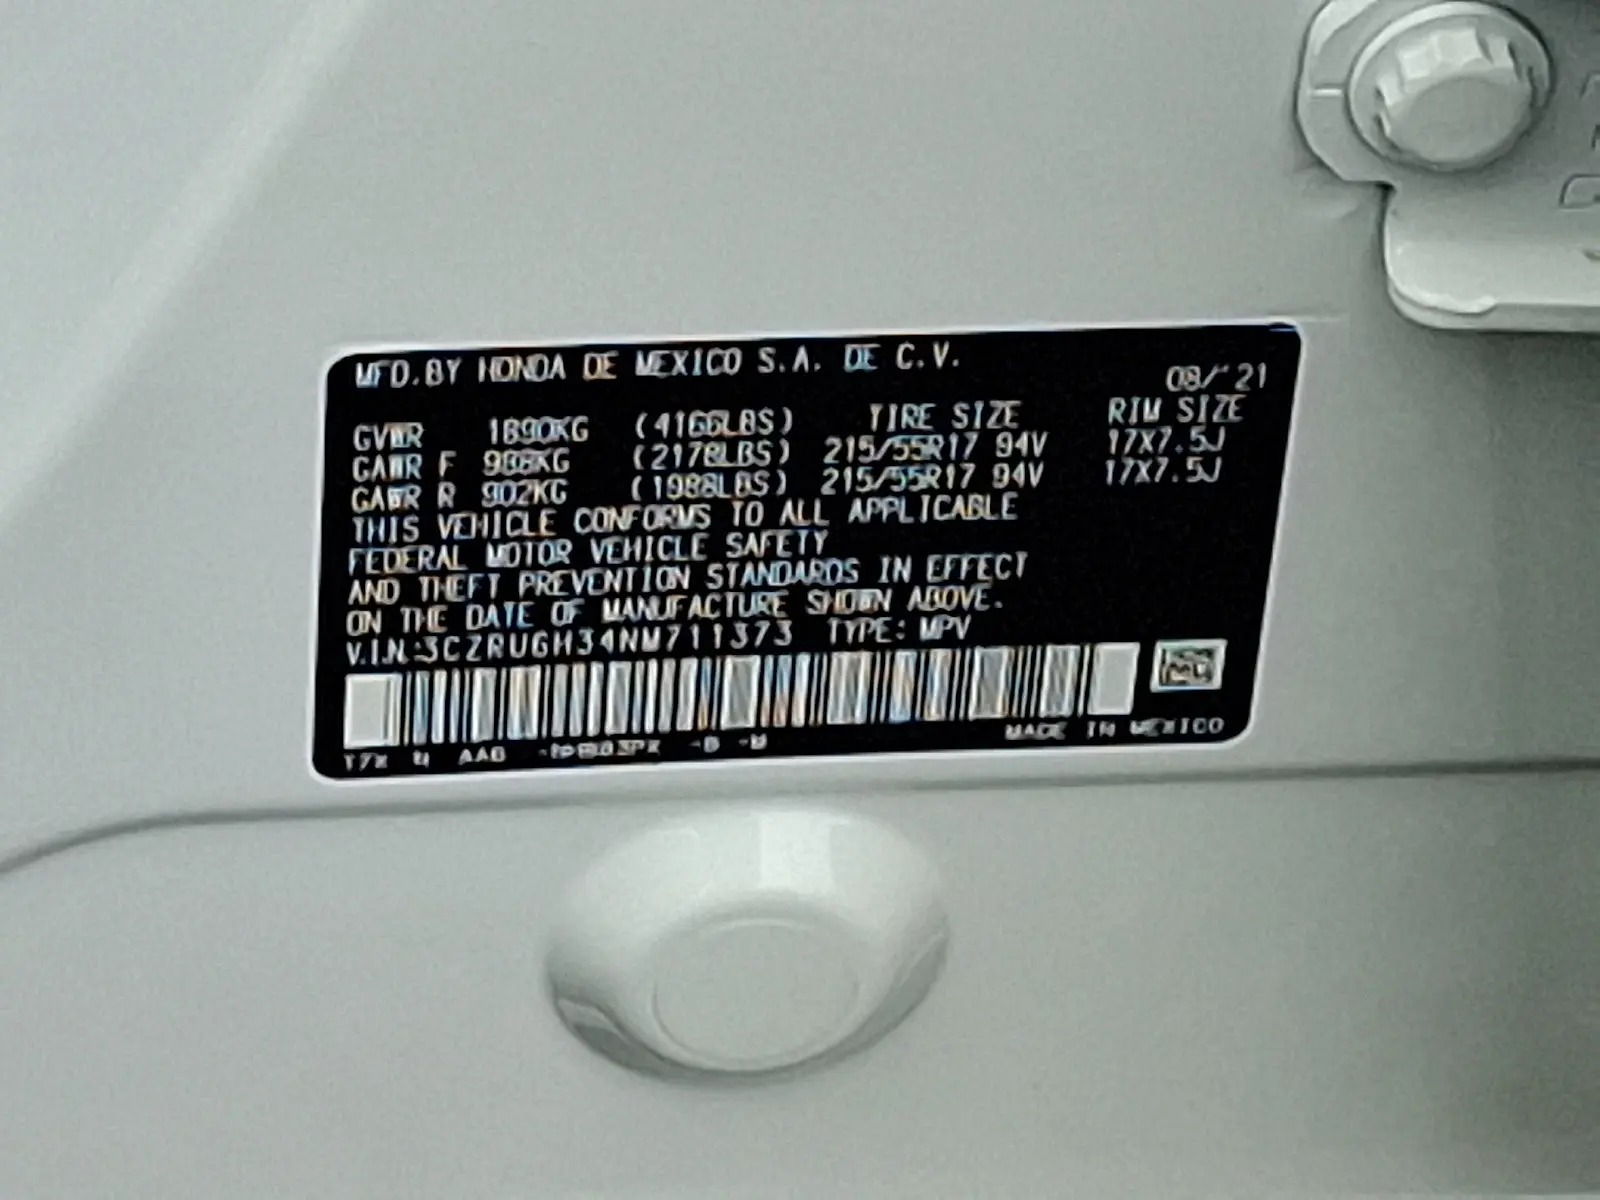 MFD.BY HONDA DE MEXICO S.A. DE C.V.
08/'21
GVWR 1890KG (4166LBS) TIRE SIZE RIM SIZE
GAWR F 988KG (2178LBS) 215/55R17 94V 17X7.5J
GAWR R 902KG (1988LBS) 215/55R17 94V 17X7.5J
THIS VEHICLE CONFORMS TO ALL APPLICABLE
FEDERAL MOTOR VEHICLE SAFETY
AND THEFT PREVENTION STANDARDS IN EFFECT
ON THE DATE OF MANUFACTURE SHOWN ABOVE.
V.I.N.:3CZRU6H34NM711373 TYPE: MPV
MADE IN MEXICO